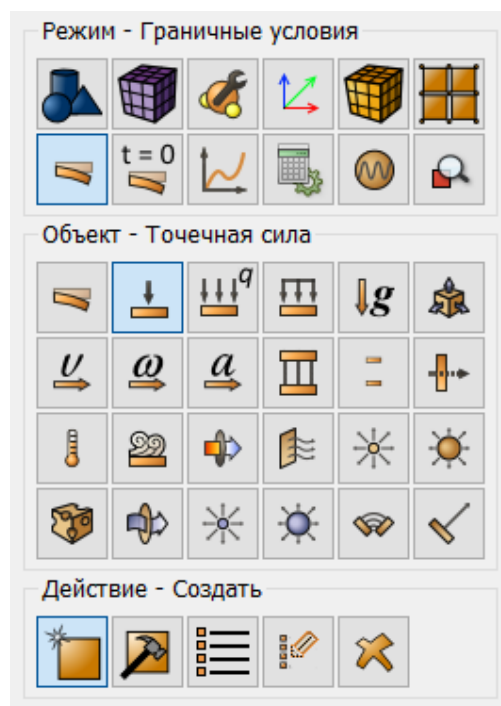 Режим - Граничные условия
t = 0
Объект - Точечная сила
q g
υ ω a
Действие - Создать